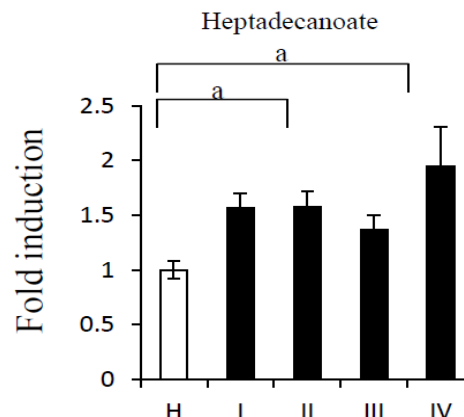 Heptadecanoate
a
a
Fold induction
2.5
2
1.5
1
0.5
0
H I II III IV